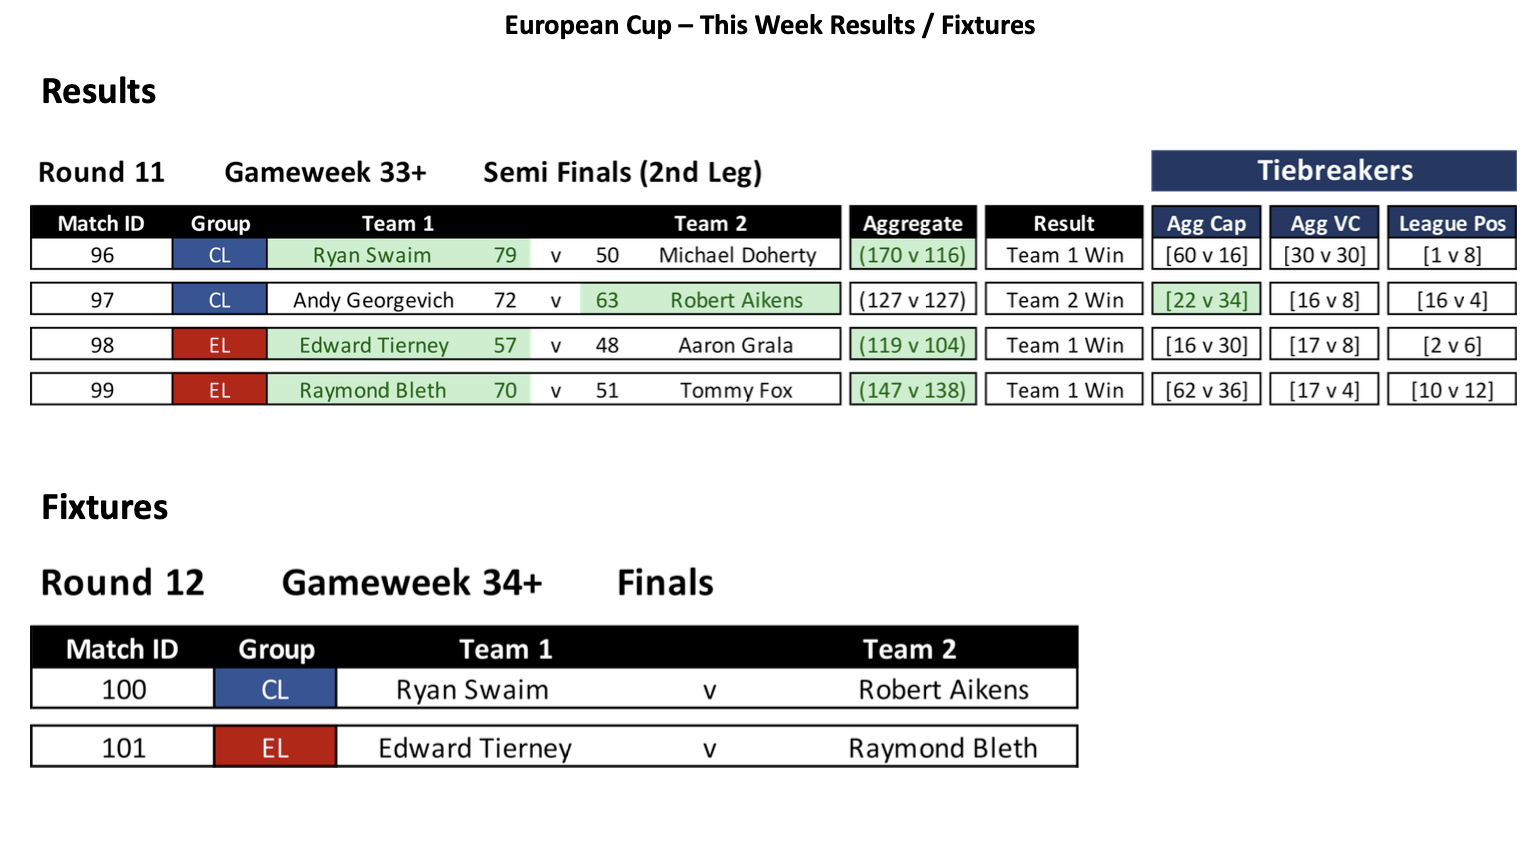 European Cup – This Week Results / Fixtures
Results
Round 11 Gameweek 33+ Semi Finals (2nd Leg) Tiebreakers
Match ID Group Team 1 Team 2 Aggregate Result Agg Cap Agg VC League Pos
96 CL Ryan Swaim 79 v 50 Michael Doherty (170 v 116) Team 1 Win [60 v 16] [30 v 30] [1 v 8]
97 CL Andy Georgevich 72 v 63 Robert Aikens (127 v 127) Team 2 Win [22 v 34] [16 v 8] [16 v 4]
98 EL Edward Tierney 57 v 48 Aaron Grala (119 v 104) Team 1 Win [16 v 30] [17 v 8] [2 v 6]
99 EL Raymond Bleth 70 v 51 Tommy Fox (147 v 138) Team 1 Win [62 v 36] [17 v 4] [10 v 12]
Fixtures
Round 12 Gameweek 34+ Finals
Match ID Group Team 1 Team 2
100 CL Ryan Swaim v Robert Aikens
101 EL Edward Tierney v Raymond Bleth